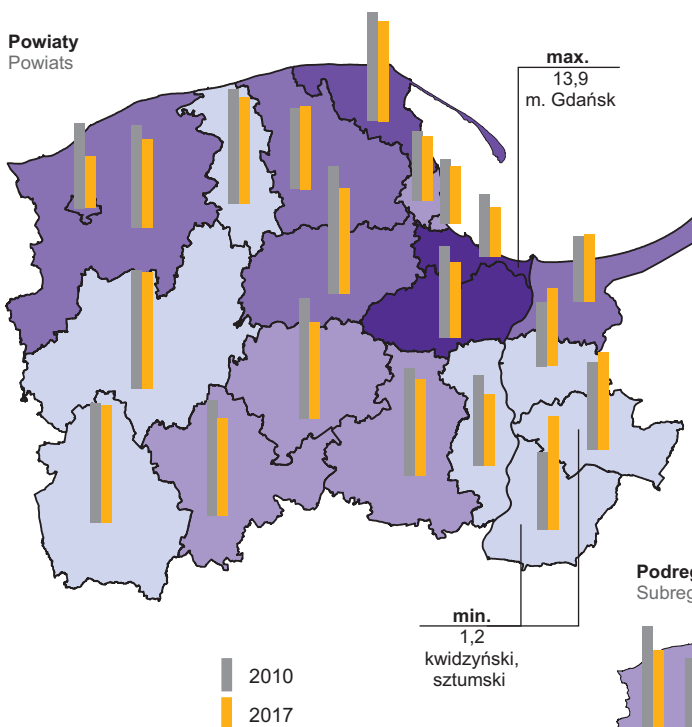 Powiaty
Powiats
max.
13,9
m. Gdańsk
min.
1,2
kwidzyński,
sztumski
2010
2017